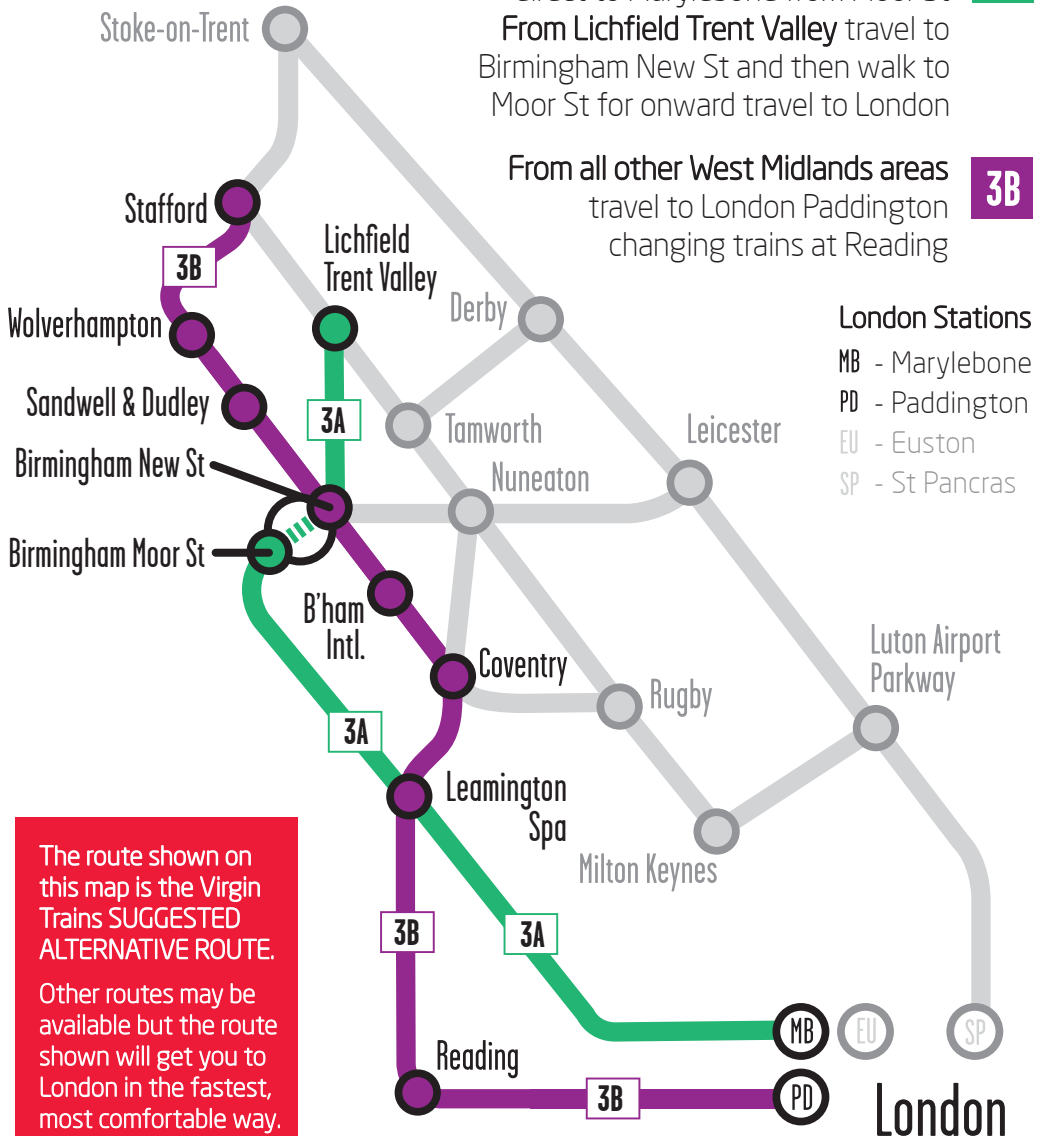 Stoke-on-Trent
From Lichfield Trent Valley travel to
Birmingham New St and then walk to
Moor St for onward travel to London
From all other West Midlands areas
travel to London Paddington
changing trains at Reading
3B
Stafford
3B
Lichfield
Trent Valley
Wolverhampton
Derby
London Stations
MB - Marylebone
PD - Paddington
EU - Euston
SP - St Pancras
Sandwell & Dudley
3A
Tamworth
Leicester
Birmingham New St
Nuneaton
Birmingham Moor St
B'ham
Intl.
Coventry
Rugby
Luton Airport
Parkway
3A
Leamington
Spa
Milton Keynes
The route shown on
this map is the Virgin
Trains SUGGESTED
ALTERNATIVE ROUTE.
Other routes may be
available but the route
shown will get you to
London in the fastest,
most comfortable way.
3B
3A
MB
EU
SP
Reading
3B
PD
London